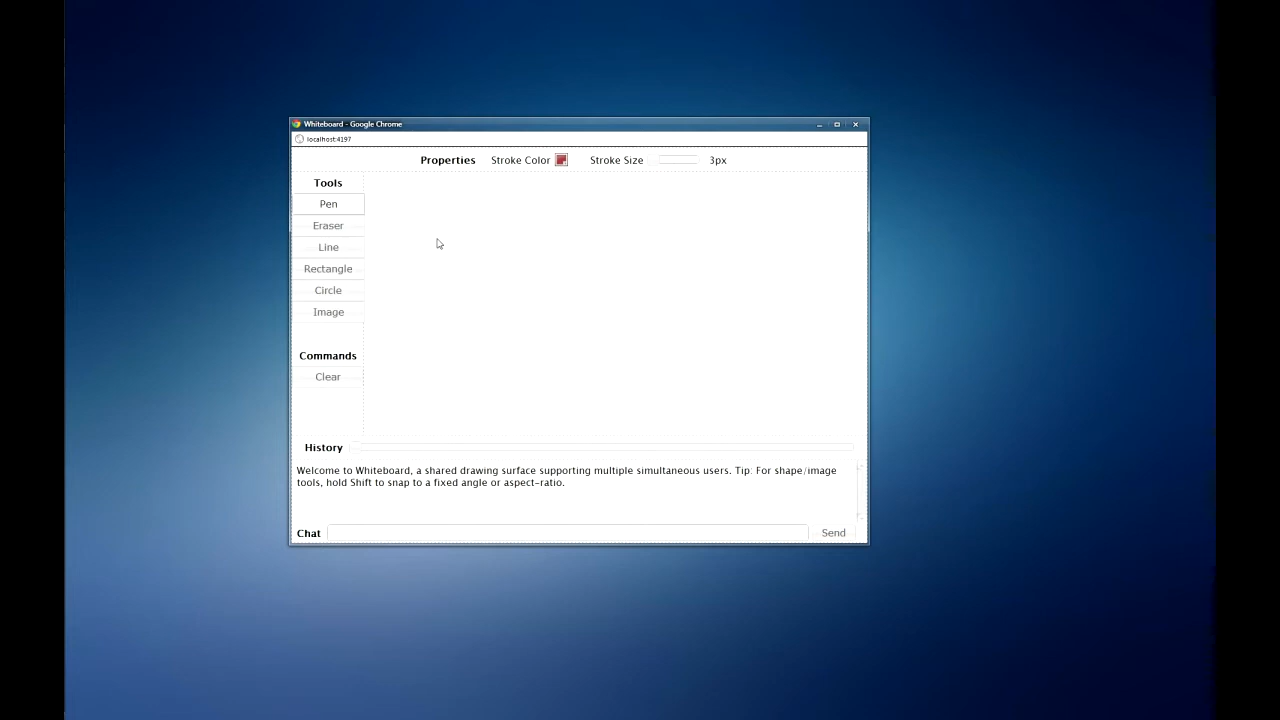 Whiteboard - Google Chrome
localhost:4197
Properties Stroke Color Stroke Size 3px
Tools
Pen
Eraser
Line
Rectangle
Circle
Image
Commands
Clear
History
Welcome to Whiteboard, a shared drawing surface supporting multiple simultaneous users. Tip: For shape/image
tools, hold Shift to snap to a fixed angle or aspect-ratio.
Chat Send